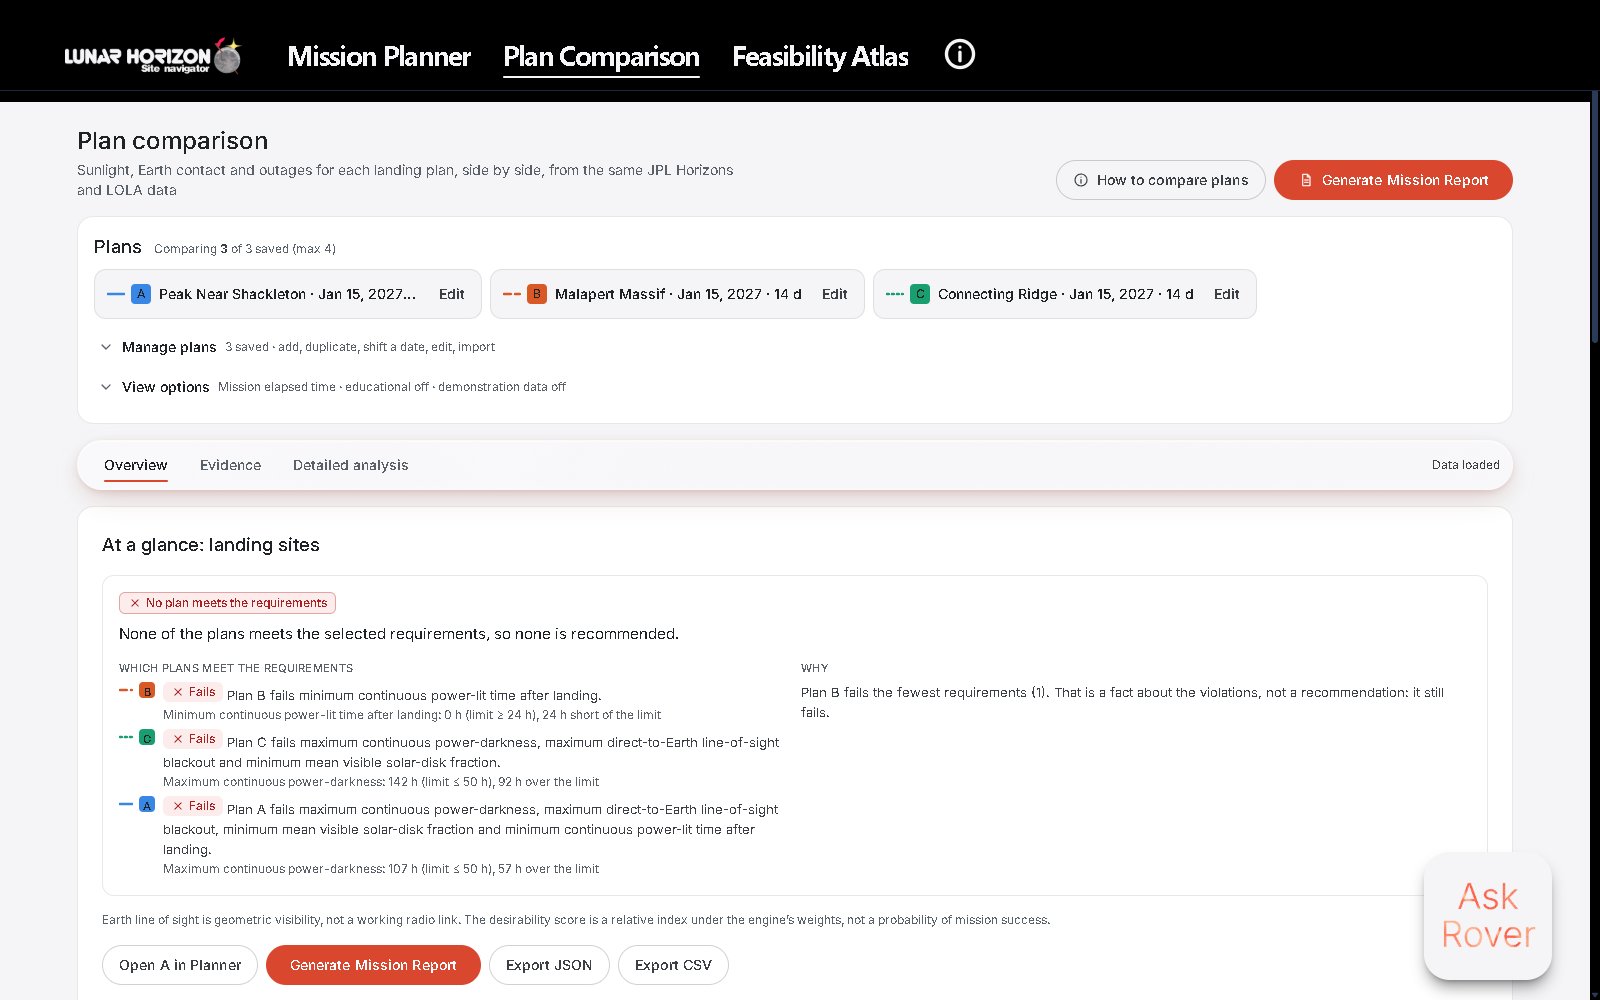 LUNAR HORIZON
Site navigator
Mission Planner
Plan Comparison
Feasibility Atlas
Plan comparison
Sunlight, Earth contact and outages for each landing plan, side by side, from the same JPL Horizons
and LOLA data
How to compare plans
Generate Mission Report
Plans
Comparing 3 of 3 saved (max 4)
A Peak Near Shackleton · Jan 15, 2027... Edit
B Malapert Massif · Jan 15, 2027 · 14 d Edit
C Connecting Ridge · Jan 15, 2027 · 14 d Edit
Manage plans 3 saved · add, duplicate, shift a date, edit, import
View options Mission elapsed time · educational off · demonstration data off
Overview
Evidence
Detailed analysis
Data loaded
At a glance: landing sites
No plan meets the requirements
None of the plans meets the selected requirements, so none is recommended.
WHICH PLANS MEET THE REQUIREMENTS
B Fails Plan B fails minimum continuous power-lit time after landing.
Minimum continuous power-lit time after landing: 0 h (limit ≥ 24 h), 24 h short of the limit
C Fails Plan C fails maximum continuous power-darkness, maximum direct-to-Earth line-of-sight
blackout and minimum mean visible solar-disk fraction.
Maximum continuous power-darkness: 142 h (limit ≤ 50 h), 92 h over the limit
A Fails Plan A fails maximum continuous power-darkness, maximum direct-to-Earth line-of-sight
blackout, minimum mean visible solar-disk fraction and minimum continuous power-lit time after
landing.
Maximum continuous power-darkness: 107 h (limit ≤ 50 h), 57 h over the limit
WHY
Plan B fails the fewest requirements (1). That is a fact about the violations, not a recommendation: it still
fails.
Earth line of sight is geometric visibility, not a working radio link. The desirability score is a relative index under the engine's weights, not a probability of mission success.
Open A in Planner
Generate Mission Report
Export JSON
Export CSV
Ask
Rover